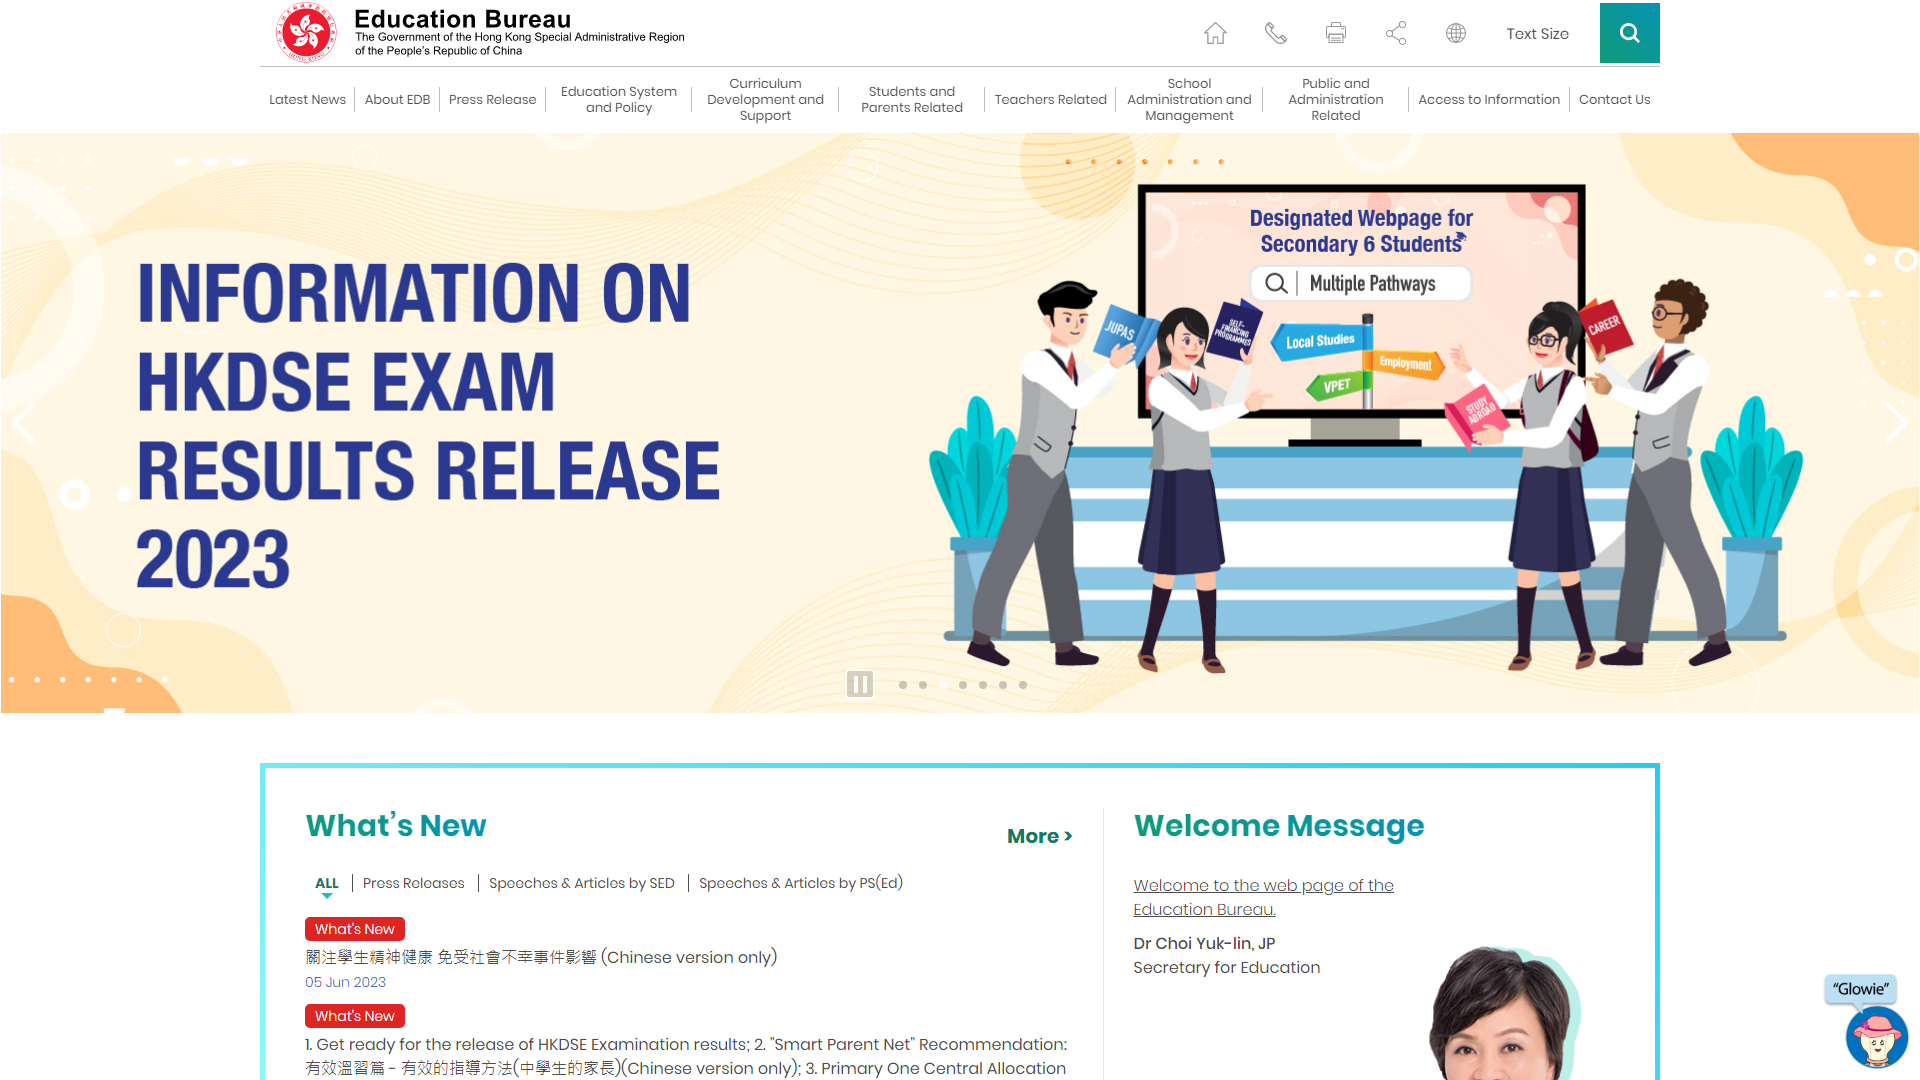 Education Bureau
The Government of the Hong Kong Special Administrative Region
of the People's Republic of China
Text Size
Latest News
About EDB
Press Release
Education System
and Policy
Curriculum
Development and
Support
Students and
Parents Related
Teachers Related
School
Administration and
Management
Public and
Administration
Related
Access to Information
Contact Us
INFORMATION ON
HKDSE EXAM
RESULTS RELEASE
2023
Designated Webpage for
Secondary 6 Students
Multiple Pathways
JUPAS
SELF-
FINANCING
PROGRAMMES
Local Studies
Employment
VPET
CAREER
STUDY
ABROAD
What's New
More >
ALL
Press Releases
Speeches & Articles by SED
Speeches & Articles by PS(Ed)
What's New
關注學生精神健康 免受社會不幸事件影響 (Chinese version only)
05 Jun 2023
What's New
1. Get ready for the release of HKDSE Examination results; 2. "Smart Parent Net" Recommendation:
有效溫習篇 - 有效的指導方法(中學生的家長)(Chinese version only); 3. Primary One Central Allocation
Welcome Message
Welcome to the web page of the
Education Bureau.
Dr Choi Yuk-lin, JP
Secretary for Education
"Glowie"